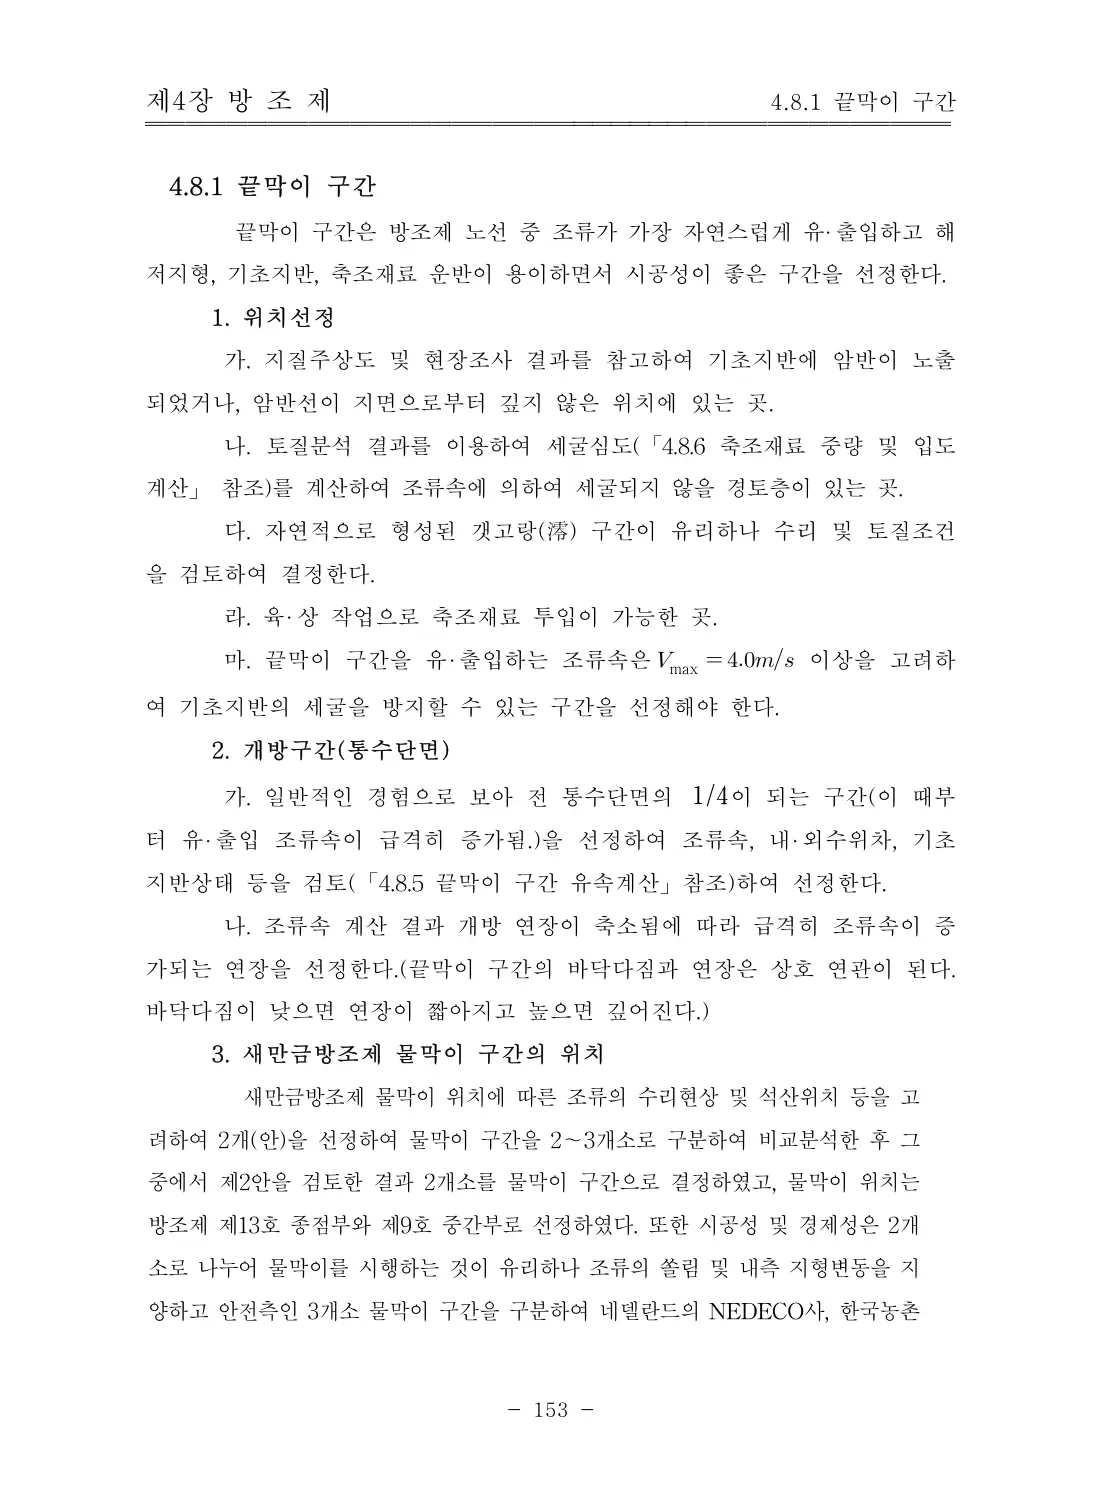 제4장 방 조 제
4.8.1 끝막이 구간
4.8.1 끝막이 구간
끝막이 구간은 방조제 노선 중 조류가 가장 자연스럽게 유·출입하고 해
저지형, 기초지반, 축조재료 운반이 용이하면서 시공성이 좋은 구간을 선정한다.
1. 위치선정
가. 지질주상도 및 현장조사 결과를 참고하여 기초지반에 암반이 노출
되었거나, 암반선이 지면으로부터 깊지 않은 위치에 있는 곳.
나. 토질분석 결과를 이용하여 세굴심도(「4.8.6 축조재료 중량 및 입도
계산」 참조)를 계산하여 조류속에 의하여 세굴되지 않을 경토층이 있는 곳.
다. 자연적으로 형성된 갯고랑(澪) 구간이 유리하나 수리 및 토질조건
을 검토하여 결정한다.
라. 육·상 작업으로 축조재료 투입이 가능한 곳.
마. 끝막이 구간을 유·출입하는 조류속은 Vmax = 4.0m/s 이상을 고려하
여 기초지반의 세굴을 방지할 수 있는 구간을 선정해야 한다.
2. 개방구간(통수단면)
가. 일반적인 경험으로 보아 전 통수단면의 1/4이 되는 구간(이 때부
터 유·출입 조류속이 급격히 증가됨.)을 선정하여 조류속, 내·외수위차, 기초
지반상태 등을 검토(「4.8.5 끝막이 구간 유속계산」참조)하여 선정한다.
나. 조류속 계산 결과 개방 연장이 축소됨에 따라 급격히 조류속이 증
가되는 연장을 선정한다.(끝막이 구간의 바닥다짐과 연장은 상호 연관이 된다.
바닥다짐이 낮으면 연장이 짧아지고 높으면 깊어진다.)
3. 새만금방조제 물막이 구간의 위치
새만금방조제 물막이 위치에 따른 조류의 수리현상 및 석산위치 등을 고
려하여 2개(안)을 선정하여 물막이 구간을 2～3개소로 구분하여 비교분석한 후 그
중에서 제2안을 검토한 결과 2개소를 물막이 구간으로 결정하였고, 물막이 위치는
방조제 제13호 종점부와 제9호 중간부로 선정하였다. 또한 시공성 및 경제성은 2개
소로 나누어 물막이를 시행하는 것이 유리하나 조류의 쏠림 및 내측 지형변동을 지
양하고 안전측인 3개소 물막이 구간을 구분하여 네델란드의 NEDECO사, 한국농촌
- 153 -